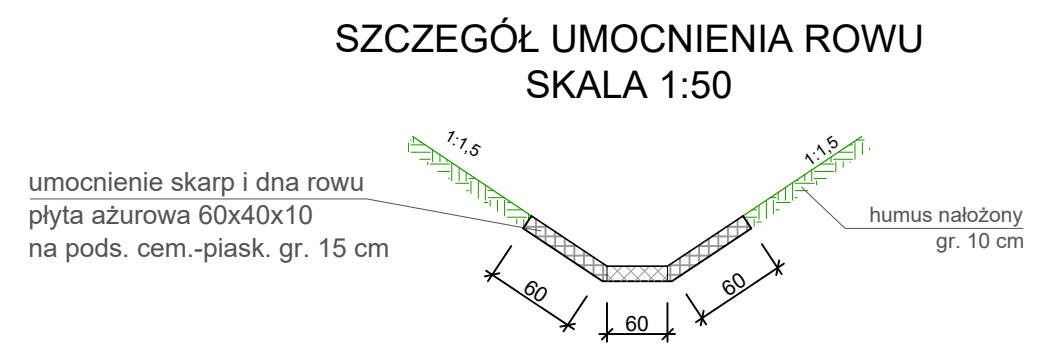 SZCZEGÓŁ UMOCNIENIA ROWU
SKALA 1:50
1:1,5
1:1,5
umocnienie skarp i dna rowu
płyta ażurowa 60x40x10
na pods. cem.-piask. gr. 15 cm
humus nałożony
gr. 10 cm
60
60
60